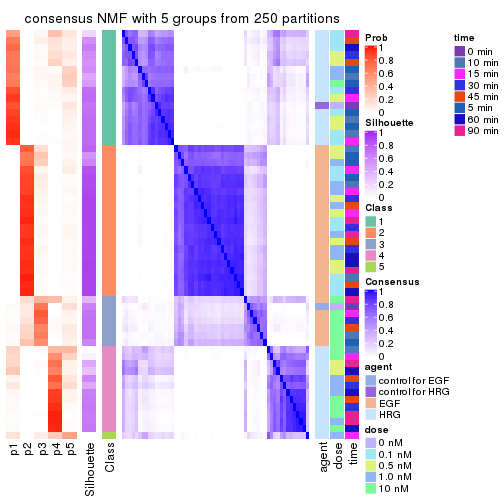 consensus NMF with 5 groups from 250 partitions
p1
p2
p3
p4
p5
Silhouette
Class
agent
dose
time
Prob
1
0.8
0.6
0.4
0.2
0
Silhouette
1
0.8
0.6
0.4
0.2
0
Class
1
2
3
4
5
Consensus
1
0.8
0.6
0.4
0.2
0
agent
control for EGF
control for HRG
EGF
HRG
dose
0 nM
0.1 nM
0.5 nM
1.0 nM
10 nM
time
0 min
10 min
15 min
30 min
45 min
5 min
60 min
90 min